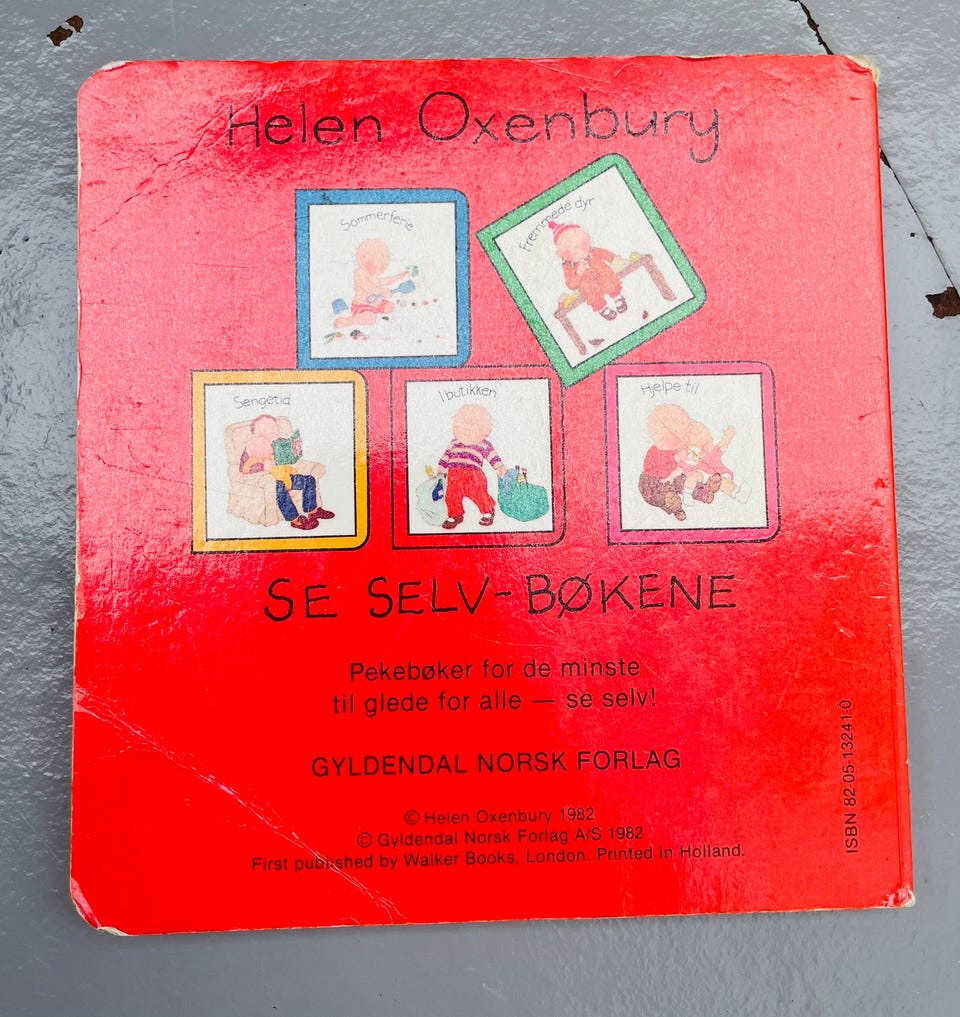 Helen Oxenbury
Sommerferie
Fremmede dyr
Sengetid
I butikken
Hjelpe til
SE SELV-BØKENE
Pekebøker for de minste
til glede for alle — se selv!
GYLDENDAL NORSK FORLAG
© Helen Oxenbury 1982
© Gyldendal Norsk Forlag A/S 1982
First published by Walker Books, London. Printed in Holland.
ISBN 82-05-13241-0